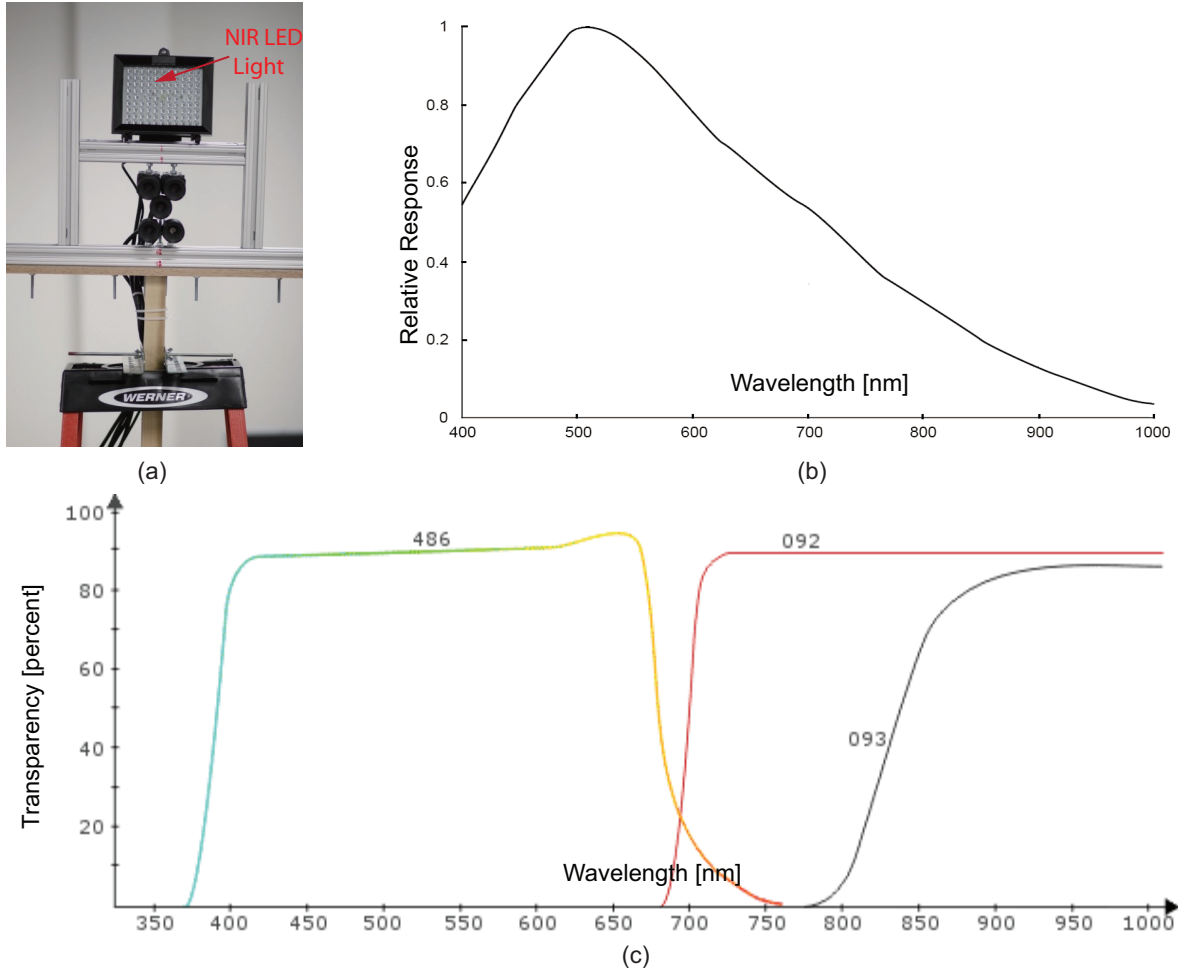 NIR LED
Light
WERNER
(a)
1
0.8
0.6
0.4
0.2
0
Relative Response
Wavelength [nm]
400 500 600 700 800 900 1000
(b)
100
80
60
40
20
Transparency [percent]
486
092
093
Wavelength [nm]
350 400 450 500 550 600 650 700 750 800 850 900 950 1000
(c)